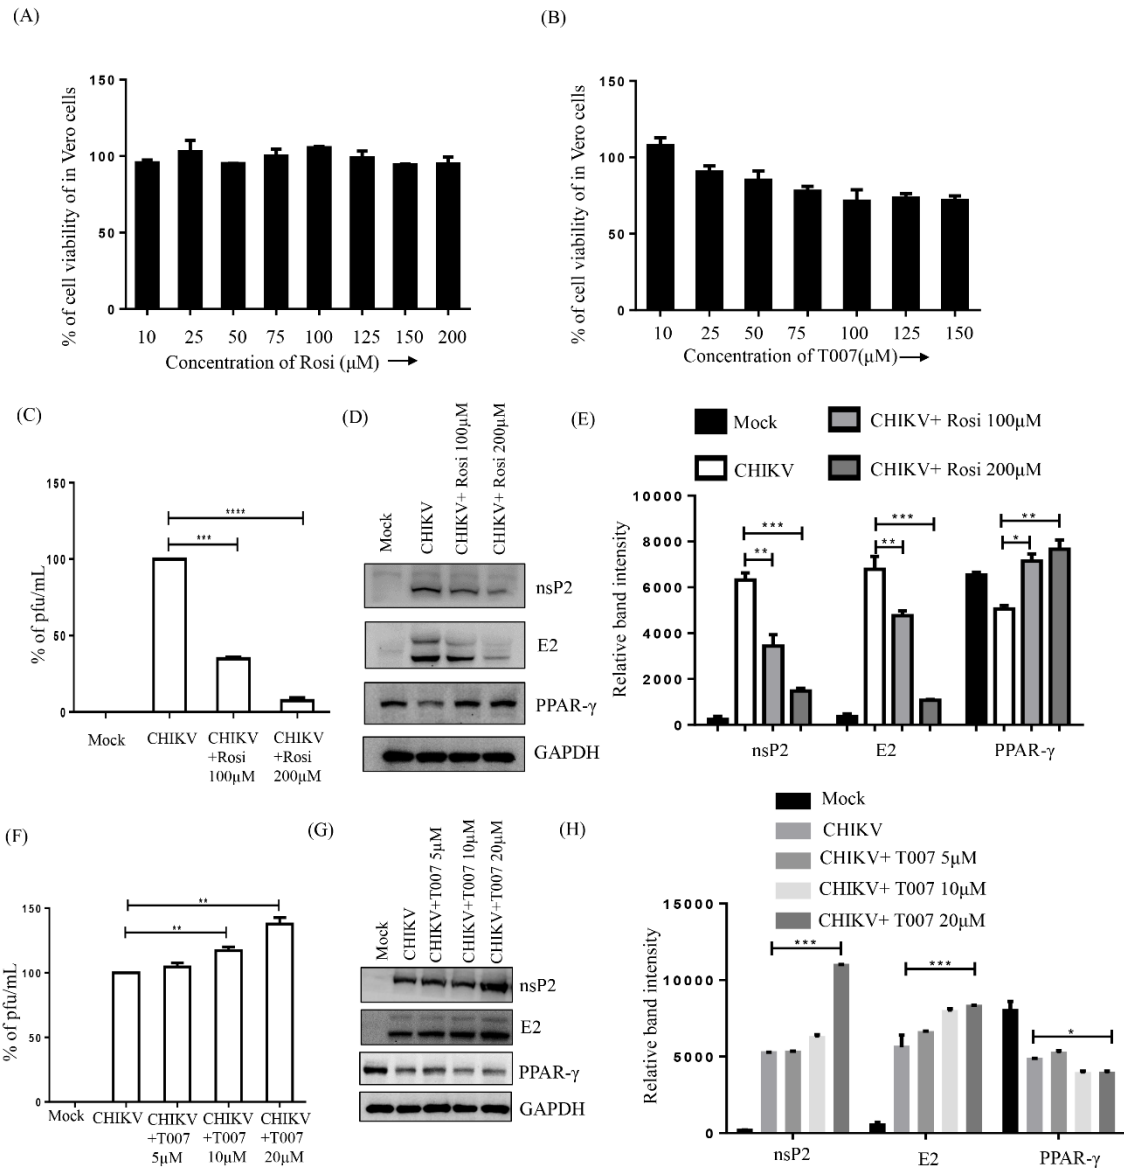 (A)
% of cell viability of in Vero cells
150
100
50
0
10 25 50 75 100 125 150 200
Concentration of Rosi (µM)
(B)
% of cell viability of in Vero cells
150
100
50
0
10 25 50 75 100 125 150
Concentration of T007(µM)
(C)
% of pfu/mL
150
100
50
0
****
***
Mock
CHIKV
CHIKV
+Rosi
100µM
CHIKV
+Rosi
200µM
(D)
Mock
CHIKV
CHIKV+ Rosi 100µM
CHIKV+ Rosi 200µM
nsP2
E2
PPAR-γ
GAPDH
(E)
Mock
CHIKV
CHIKV+ Rosi 100µM
CHIKV+ Rosi 200µM
Relative band intensity
10000
8000
6000
4000
2000
0
***
**
***
**
**
*
nsP2 E2 PPAR-γ
(F)
% of pfu/mL
150
100
50
0
**
**
Mock
CHIKV
CHIKV
+T007
5µM
CHIKV
+T007
10µM
CHIKV
+T007
20µM
(G)
Mock
CHIKV
CHIKV+T007 5µM
CHIKV+T007 10µM
CHIKV+T007 20µM
nsP2
E2
PPAR-γ
GAPDH
(H)
Mock
CHIKV
CHIKV+ T007 5µM
CHIKV+ T007 10µM
CHIKV+ T007 20µM
Relative band intensity
15000
10000
5000
0
***
***
*
nsP2 E2 PPAR-γ